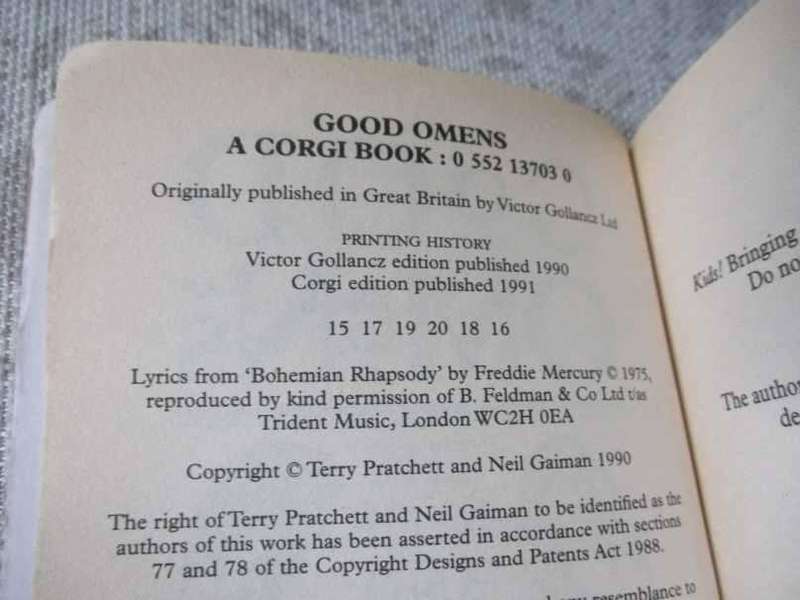 GOOD OMENS
A CORGI BOOK : 0 552 13703 0
Originally published in Great Britain by Victor Gollancz Ltd
PRINTING HISTORY
Victor Gollancz edition published 1990
Corgi edition published 1991
15 17 19 20 18 16
Lyrics from ‘Bohemian Rhapsody’ by Freddie Mercury © 1975,
reproduced by kind permission of B. Feldman & Co Ltd t/as
Trident Music, London WC2H 0EA
Copyright © Terry Pratchett and Neil Gaiman 1990
The right of Terry Pratchett and Neil Gaiman to be identified as the
authors of this work has been asserted in accordance with sections
77 and 78 of the Copyright Designs and Patents Act 1988.
resemblance to
Kids! Bringing
Do no
The autho
de